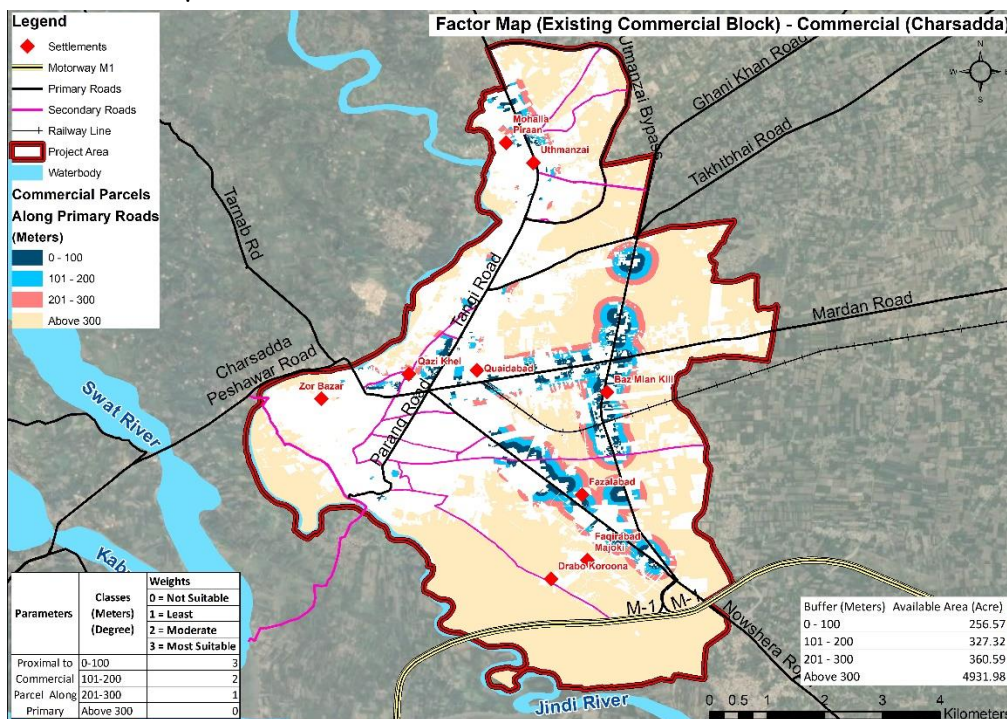 Legend
Settlements
Motorway M1
Primary Roads
Secondary Roads
Railway Line
Project Area
Waterbody
Commercial Parcels
Along Primary Roads
(Meters)
0 - 100
101 - 200
201 - 300
Above 300
Factor Map (Existing Commercial Block) - Commercial (Charsadda)
N
W
E
S
Utmanzai Bypass
Ghani Khan Road
Takhtbhai Road
Mohalla
Piraan
Uthmanzai
Tarnab Rd
Tangi Road
Mardan Road
Charsadda
Peshawar Road
Qazi Khel
Quaidabad
Zor Bazar
Baz Mian Kili
Parang Road
Swat River
Fazalabad
Faqirabad
Majoki
Drabo Koroona
M-1
M-1
Nowshera Ro
Kab
Jindi River
Parameters
Classes
(Meters)
(Degree)
Weights
0 = Not Suitable
1 = Least
2 = Moderate
3 = Most Suitable
Proximal to 0-100 3
Commercial 101-200 2
Parcel Along 201-300 1
Primary Above 300 0
Buffer (Meters) Available Area (Acre)
0 - 100 256.57
101 - 200 327.32
201 - 300 360.59
Above 300 4931.98
0 0.5 1 2 3 4
Kilometers